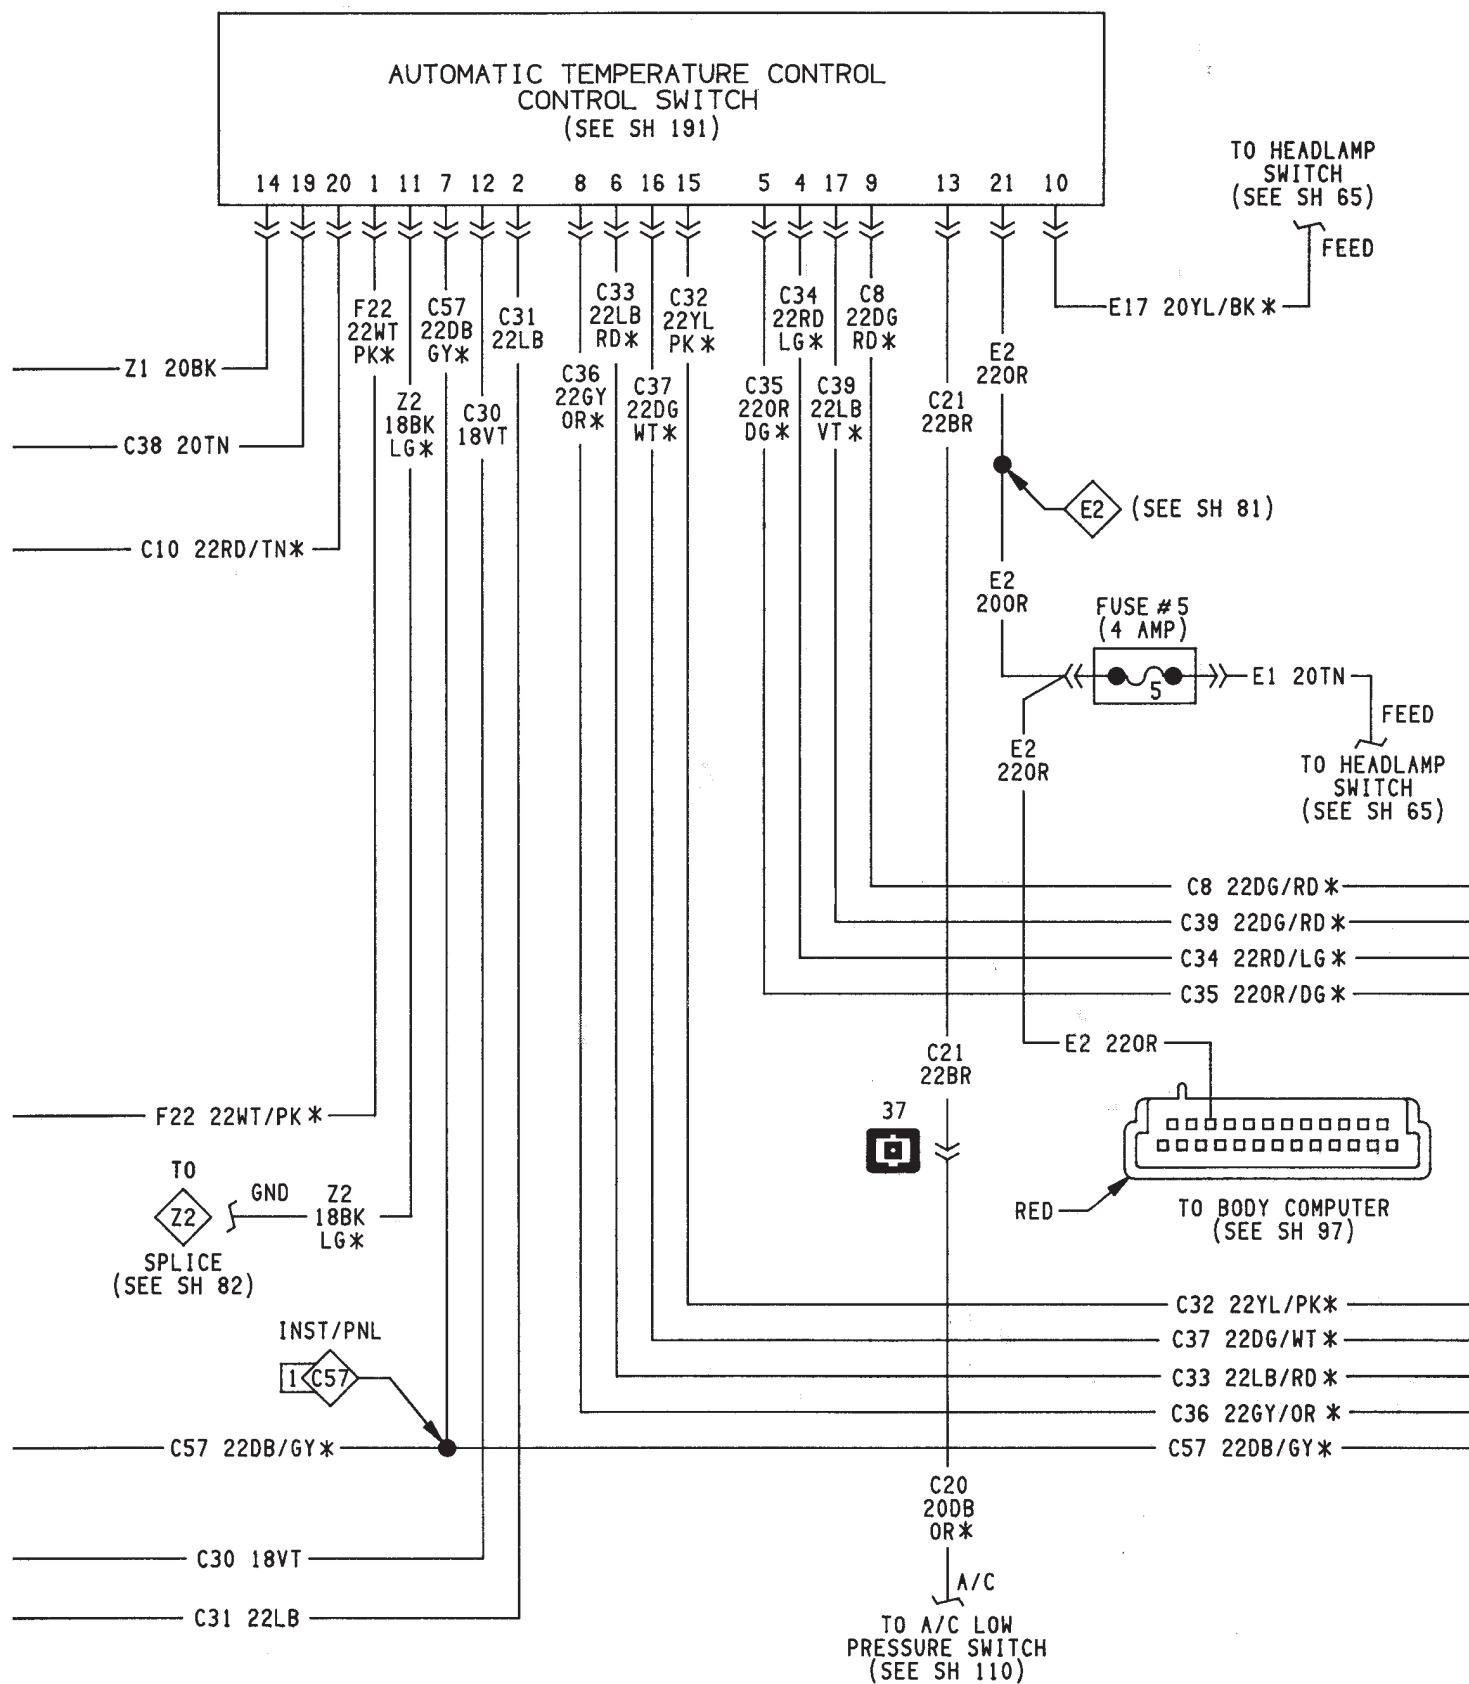 AUTOMATIC TEMPERATURE CONTROL
CONTROL SWITCH
(SEE SH 191)
14 19 20 1 11 7 12 2 8 6 16 15 5 4 17 9 13 21 10
TO HEADLAMP
SWITCH
(SEE SH 65)
FEED
E17 20YL/BK*
F22
22WT
PK*
C57
22DB
GY*
C31
22LB
C33
22LB
RD*
C32
22YL
PK*
C34
22RD
LG*
C8
22DG
RD*
E2
22OR
Z1 20BK
Z2
18BK
LG*
C30
18VT
C36
22GY
OR*
C37
22DG
WT*
C35
22OR
DG*
C39
22LB
VT*
C21
22BR
C38 20TN
E2
(SEE SH 81)
C10 22RD/TN*
E2
20OR
FUSE #5
(4 AMP)
5
E1 20TN
FEED
TO HEADLAMP
SWITCH
(SEE SH 65)
E2
22OR
C8 22DG/RD*
C39 22DG/RD*
C34 22RD/LG*
C35 22OR/DG*
E2 22OR
C21
22BR
37
F22 22WT/PK*
TO
Z2
SPLICE
(SEE SH 82)
GND
Z2
18BK
LG*
RED
TO BODY COMPUTER
(SEE SH 97)
C32 22YL/PK*
C37 22DG/WT*
C33 22LB/RD*
C36 22GY/OR*
C57 22DB/GY*
INST/PNL
1 C57
C57 22DB/GY*
C20
20DB
OR*
C30 18VT
A/C
C31 22LB
TO A/C LOW
PRESSURE SWITCH
(SEE SH 110)